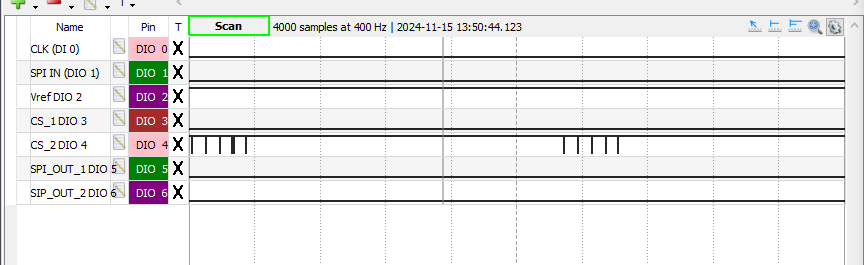 Name Pin T Scan 4000 samples at 400 Hz | 2024-11-15 13:50:44.123
CLK (DI 0) DIO 0 X
SPI IN (DIO 1) DIO 1 X
Vref DIO 2 DIO 2 X
CS_1 DIO 3 DIO 3 X
CS_2 DIO 4 DIO 4 X
SPI_OUT_1 DIO 5 DIO 5 X
SIP_OUT_2 DIO 6 DIO 6 X